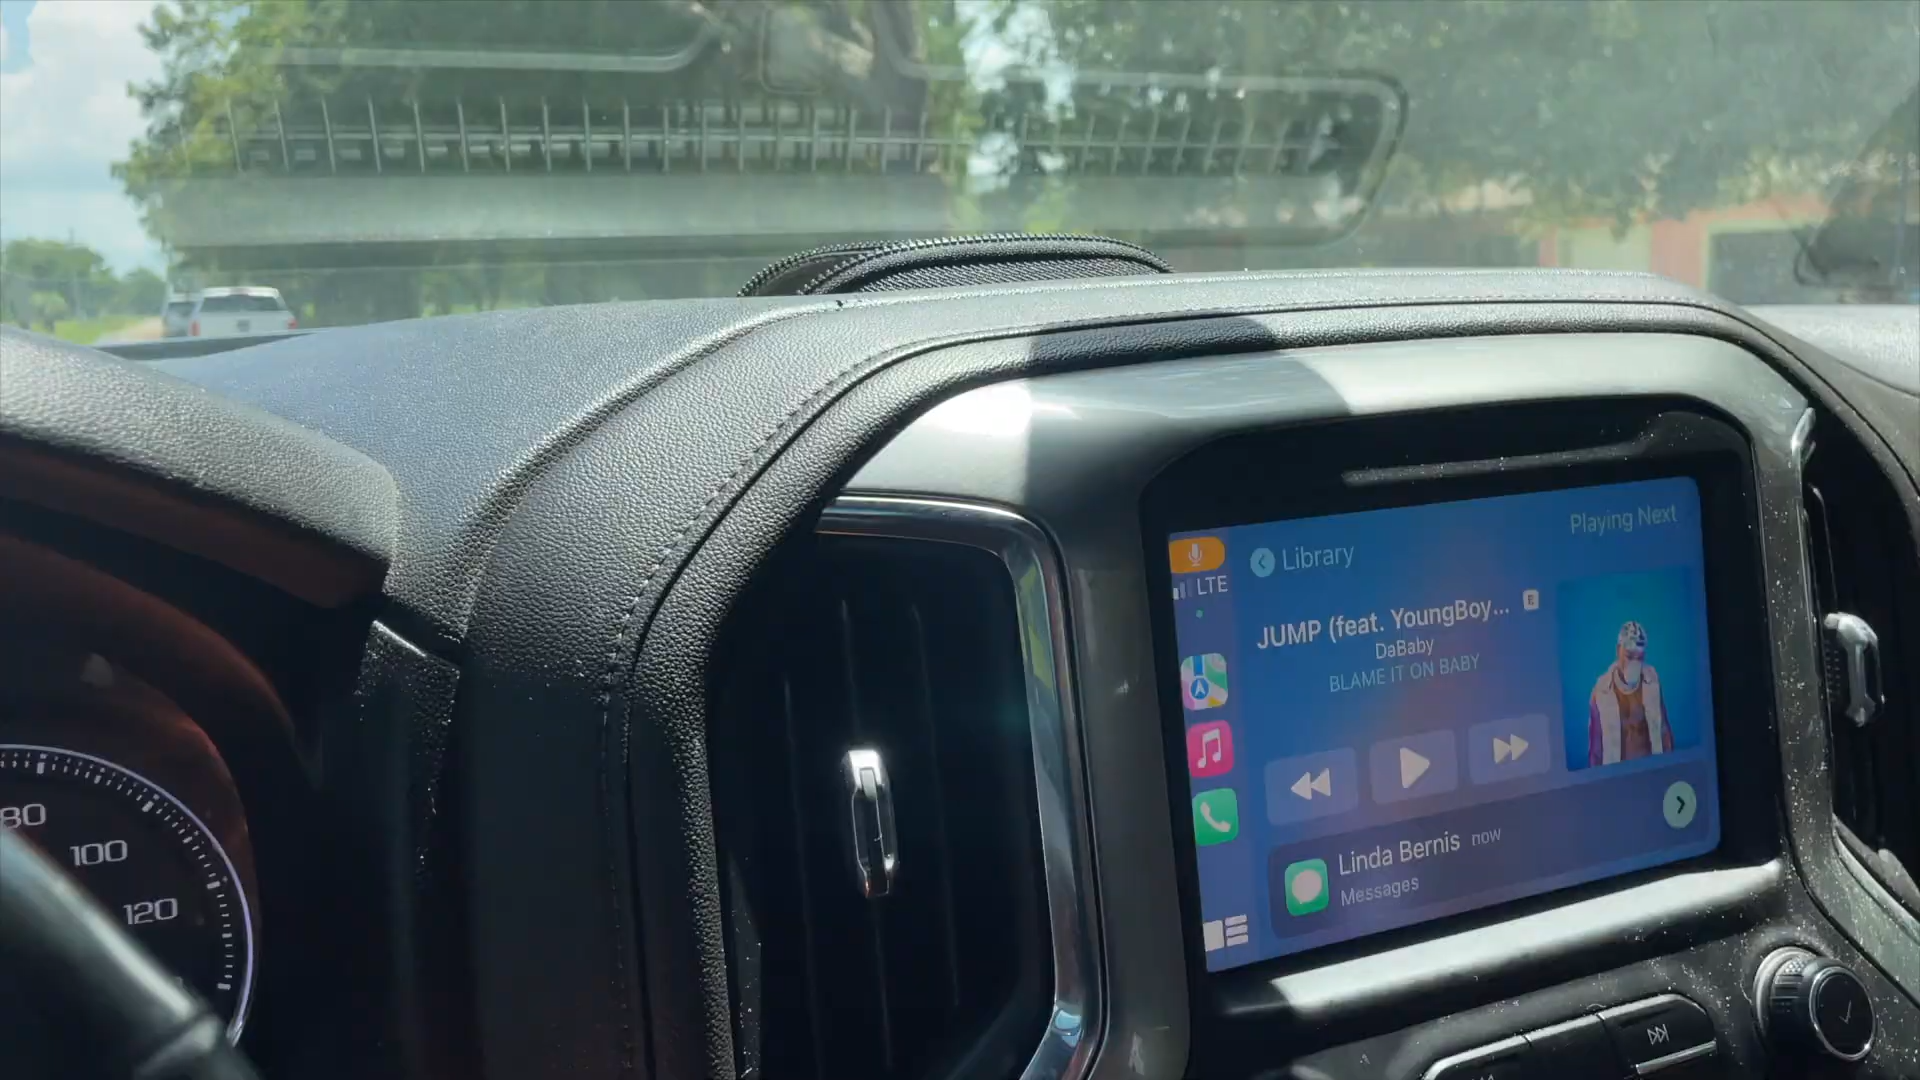 Playing Next
Library
LTE
JUMP (feat. YoungBoy... E
DaBaby
BLAME IT ON BABY
Linda Bernis now
Messages
80
100
120